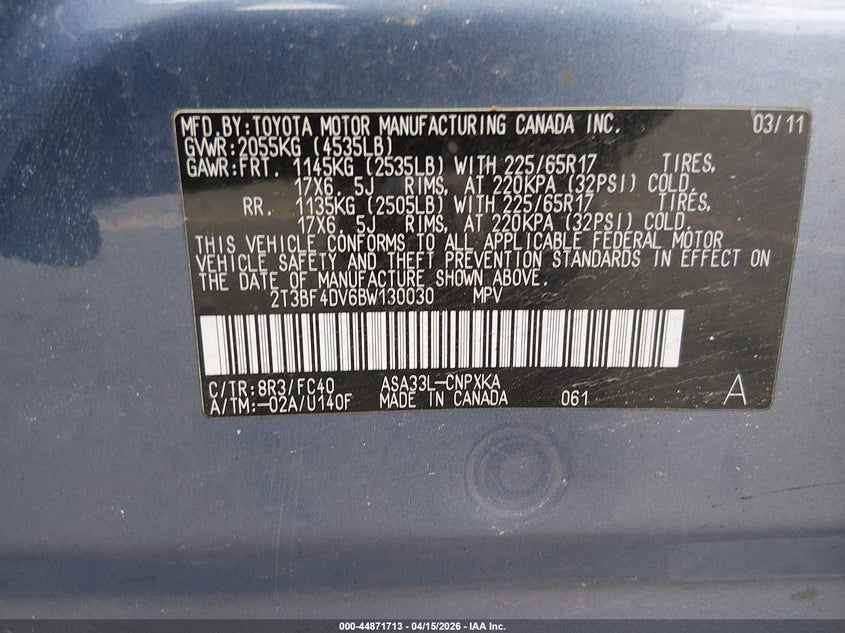 MFD.BY:TOYOTA MOTOR MANUFACTURING CANADA INC. 03/11
GVWR:2055KG (4535LB)
GAWR:FRT. 1145KG (2535LB) WITH 225/65R17 TIRES,
17X6. 5J RIMS, AT 220KPA (32PSI) COLD.
RR. 1135KG (2505LB) WITH 225/65R17 TIRES,
17X6. 5J RIMS, AT 220KPA (32PSI) COLD.
THIS VEHICLE CONFORMS TO ALL APPLICABLE FEDERAL MOTOR
VEHICLE SAFETY AND THEFT PREVENTION STANDARDS IN EFFECT ON
THE DATE OF MANUFACTURE SHOWN ABOVE.
2T3BF4DV6BW130030 MPV
C/TR:8R3/FC40 ASA33L-CNPXKA
A/TM:-02A/U140F MADE IN CANADA 061 A
000-44871713 - 04/15/2026 - IAA Inc.